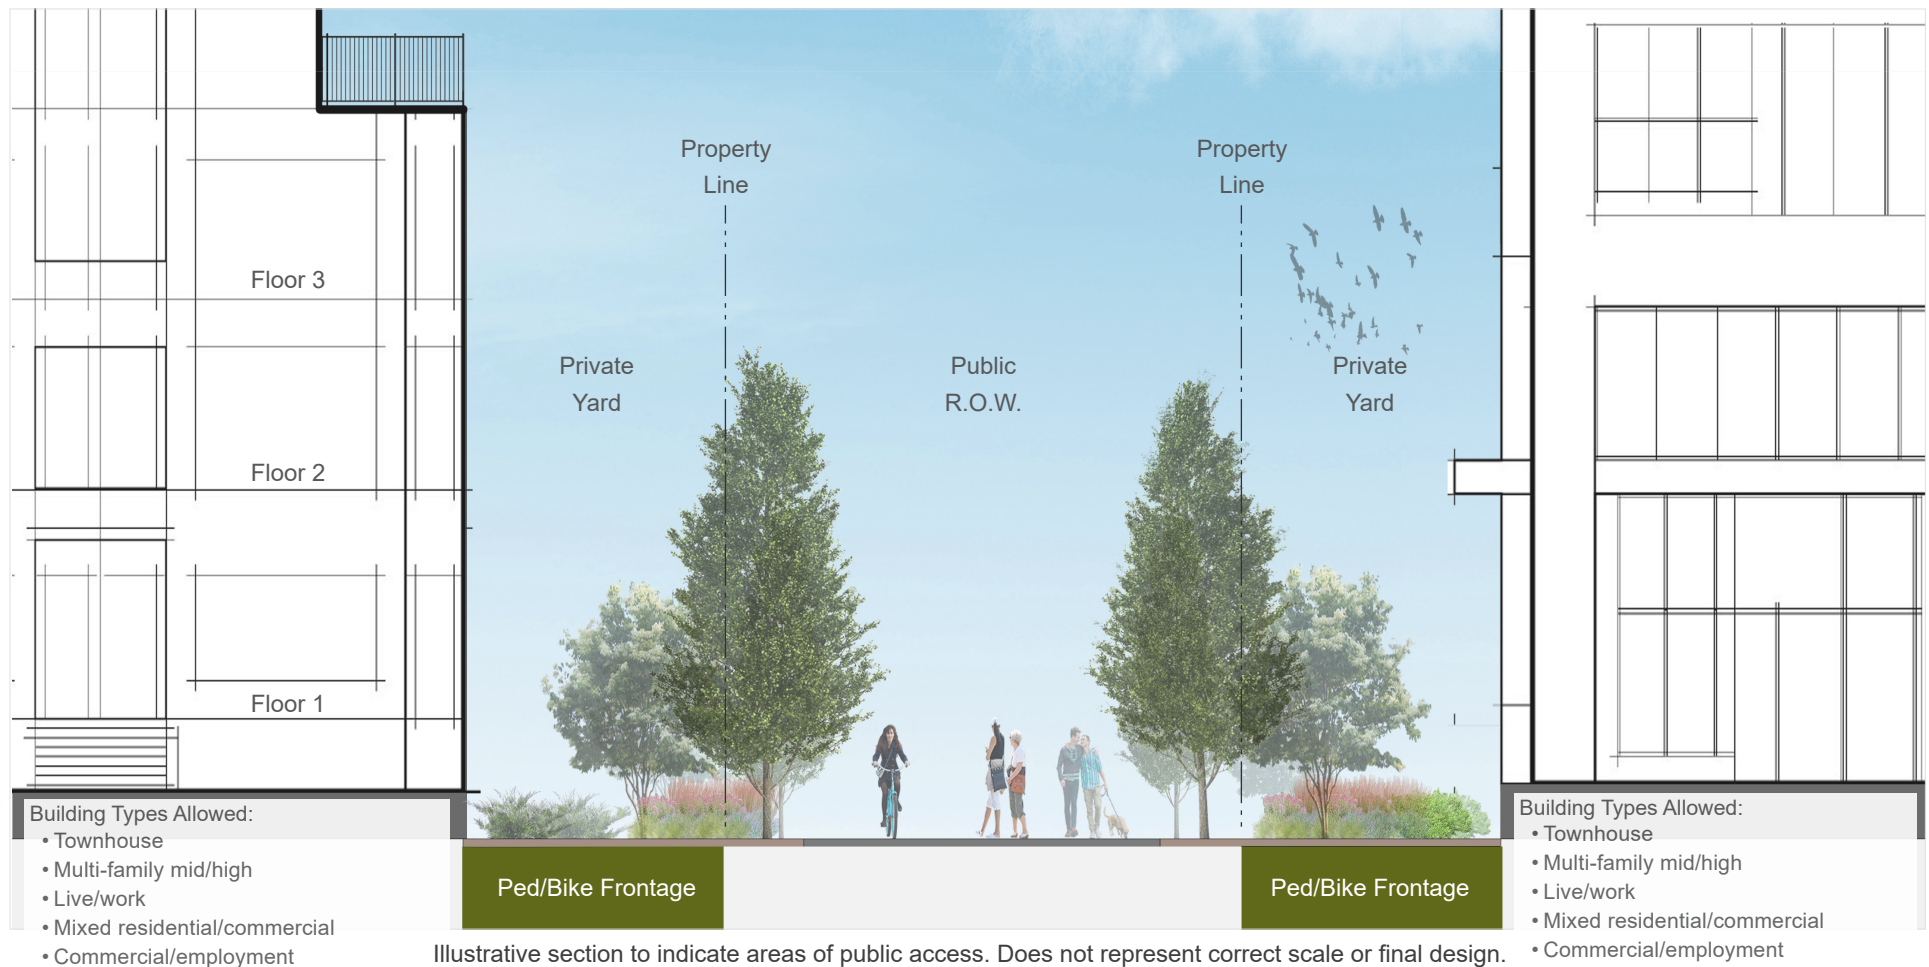 Property
Line
Property
Line
Floor 3
Private
Yard
Public
R.O.W.
Private
Yard
Floor 2
Floor 1
Building Types Allowed:
• Townhouse
• Multi-family mid/high
• Live/work
• Mixed residential/commercial
• Commercial/employment
Ped/Bike Frontage
Ped/Bike Frontage
Building Types Allowed:
• Townhouse
• Multi-family mid/high
• Live/work
• Mixed residential/commercial
• Commercial/employment
Illustrative section to indicate areas of public access. Does not represent correct scale or final design.